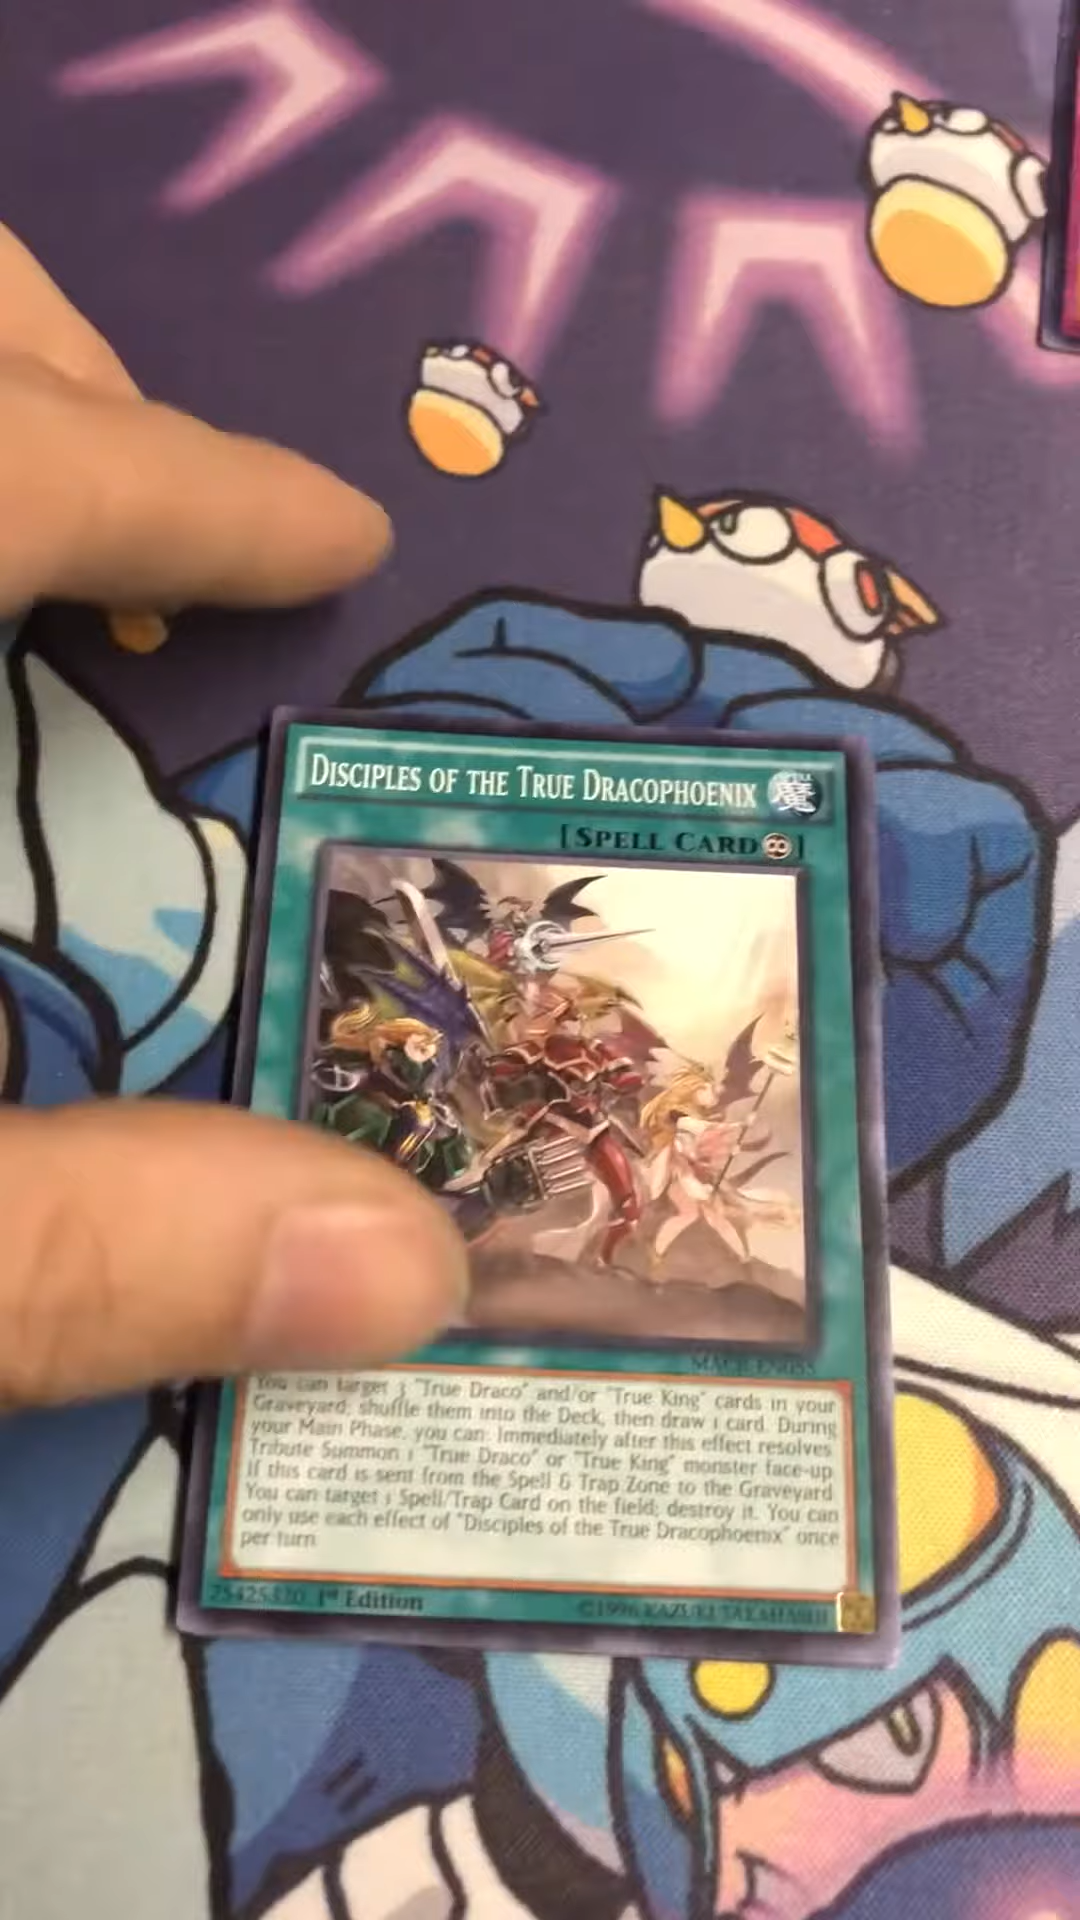 DISCIPLES OF THE TRUE DRACOPHOENIX 魔
[SPELL CARD]
MACR-EN055
You can target 3 "True Draco" and/or "True King" cards in your
Graveyard; shuffle them into the Deck, then draw 1 card. During
your Main Phase, you can: Immediately after this effect resolves
Tribute Summon 1 "True Draco" or "True King" monster face-up
If this card is sent from the Spell & Trap Zone to the Graveyard
You can target 1 Spell/Trap Card on the field; destroy it. You can
only use each effect of "Disciples of the True Dracophoenix" once
per turn
25425320 1st Edition
©1996 KAZUKI TAKAHASHI